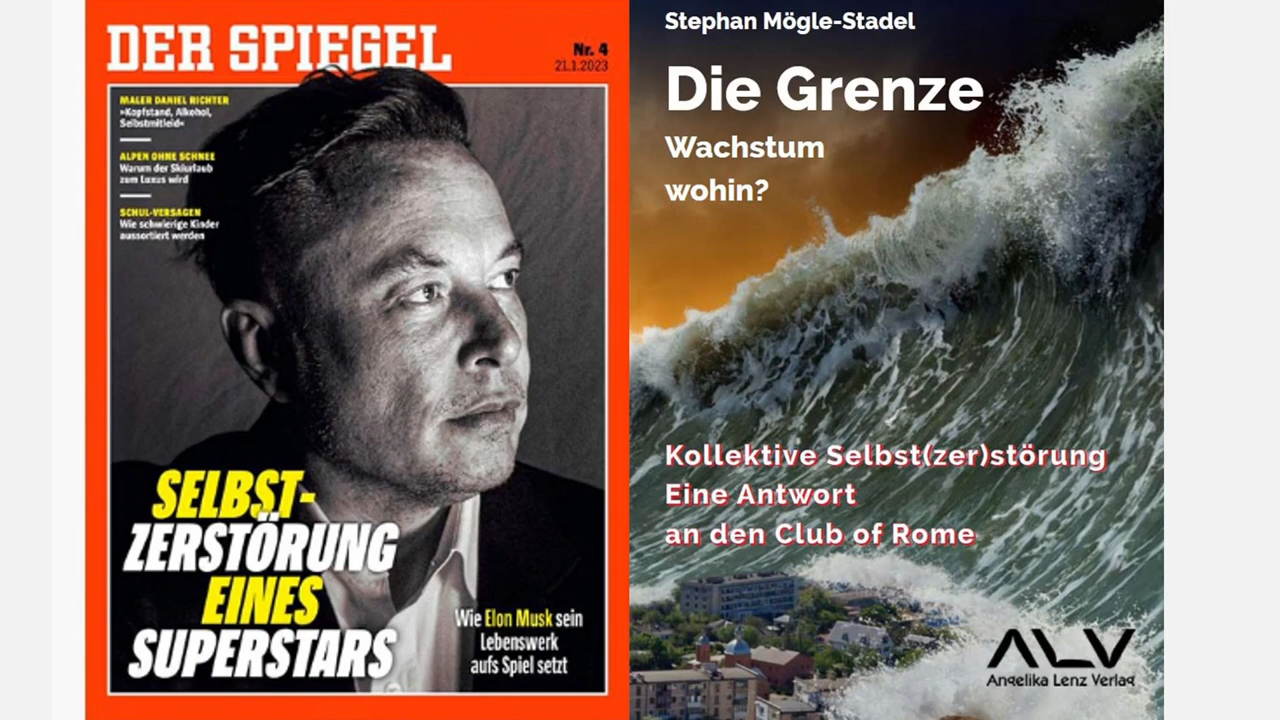 DER SPIEGEL
Nr. 4
21.1.2023
MALER DANIEL RICHTER
»Kopfstand, Alkohol,
Selbstmitleid«
ALPEN OHNE SCHNEE
Warum der Skiurlaub
zum Luxus wird
SCHUL-VERSAGEN
Wie schwierige Kinder
aussortiert werden
SELBST-
ZERSTÖRUNG
EINES
SUPERSTARS
Wie Elon Musk sein
Lebenswerk
aufs Spiel setzt
Stephan Mögle-Stadel
Die Grenze
Wachstum
wohin?
Kollektive Selbst(zer)störung
Eine Antwort
an den Club of Rome
ALV
Angelika Lenz Verlag